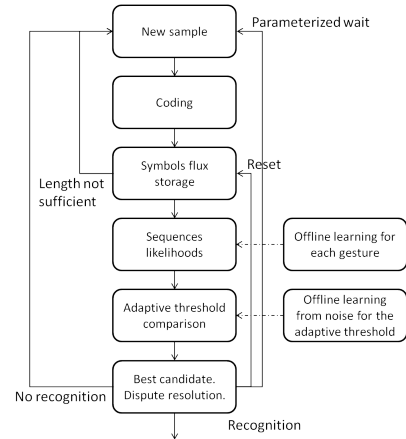 Parameterized wait
New sample
Coding
Symbols flux
storage
Reset
Length not
sufficient
Sequences
likelihoods
Offline learning for
each gesture
Adaptive threshold
comparison
Offline learning
from noise for the
adaptive threshold
Best candidate.
Dispute resolution.
No recognition
Recognition